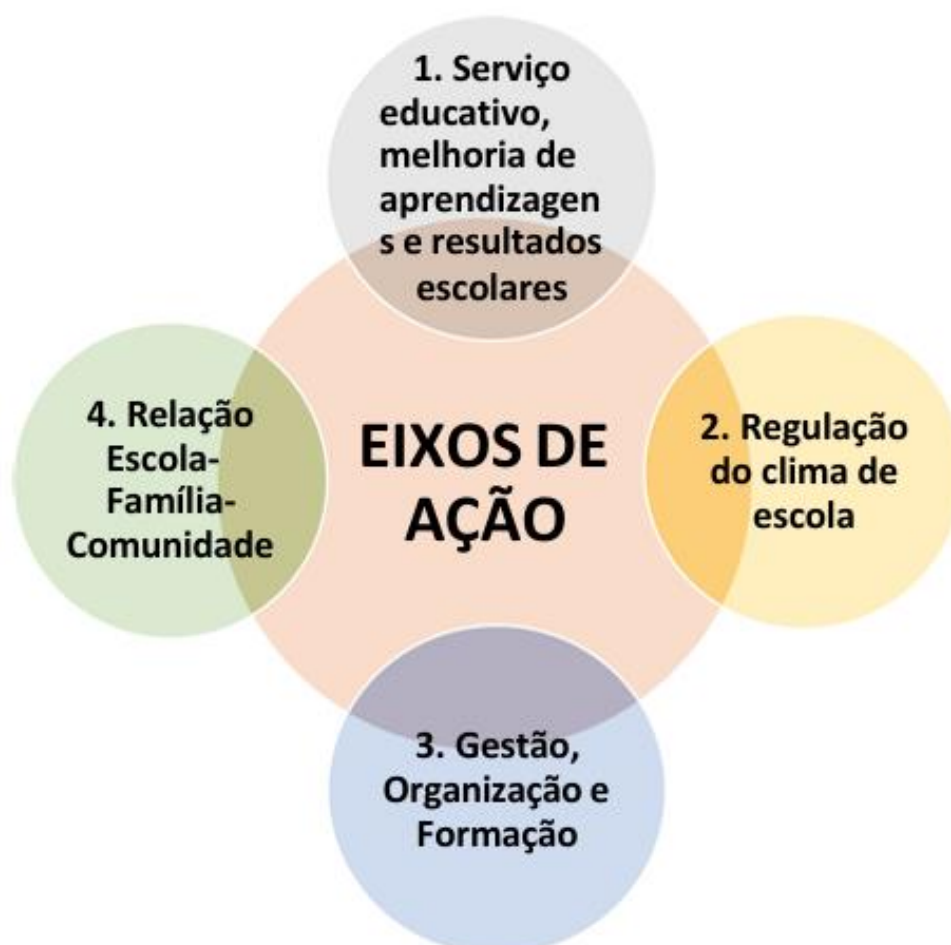 1. Serviço
educativo,
melhoria de
aprendizagen
s e resultados
escolares
EIXOS DE
AÇÃO
2. Regulação
do clima de
escola
3. Gestão,
Organização e
Formação
4. Relação
Escola-
Família-
Comunidade